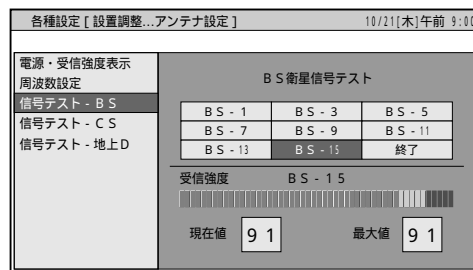 各種設定 [ 設置調整...アンテナ設定 ]　10/21[木]午前 9:00
電源・受信強度表示
周波数設定
信号テスト - ＢＳ
信号テスト - ＣＳ
信号テスト - 地上Ｄ
ＢＳ衛星信号テスト
ＢＳ - 1　ＢＳ - 3　ＢＳ - 5
ＢＳ - 7　ＢＳ - 9　ＢＳ - 11
ＢＳ - 13　ＢＳ - 15　終了
受信強度　ＢＳ - １５
現在値　９１　最大値　９１